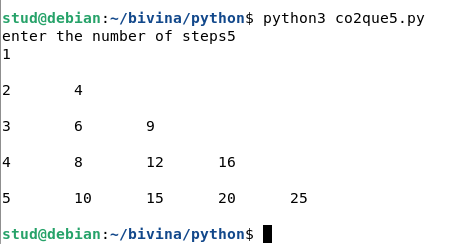 stud@debian:~/bivina/python$ python3 co2que5.py
enter the number of steps5
1
2 4
3 6 9
4 8 12 16
5 10 15 20 25
stud@debian:~/bivina/python$